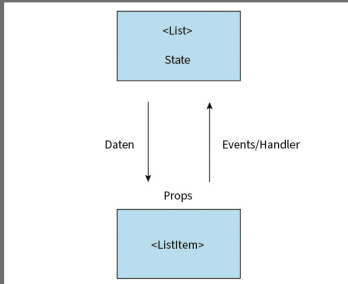 <List>
State
Daten
Events/Handler
Props
<ListItem>